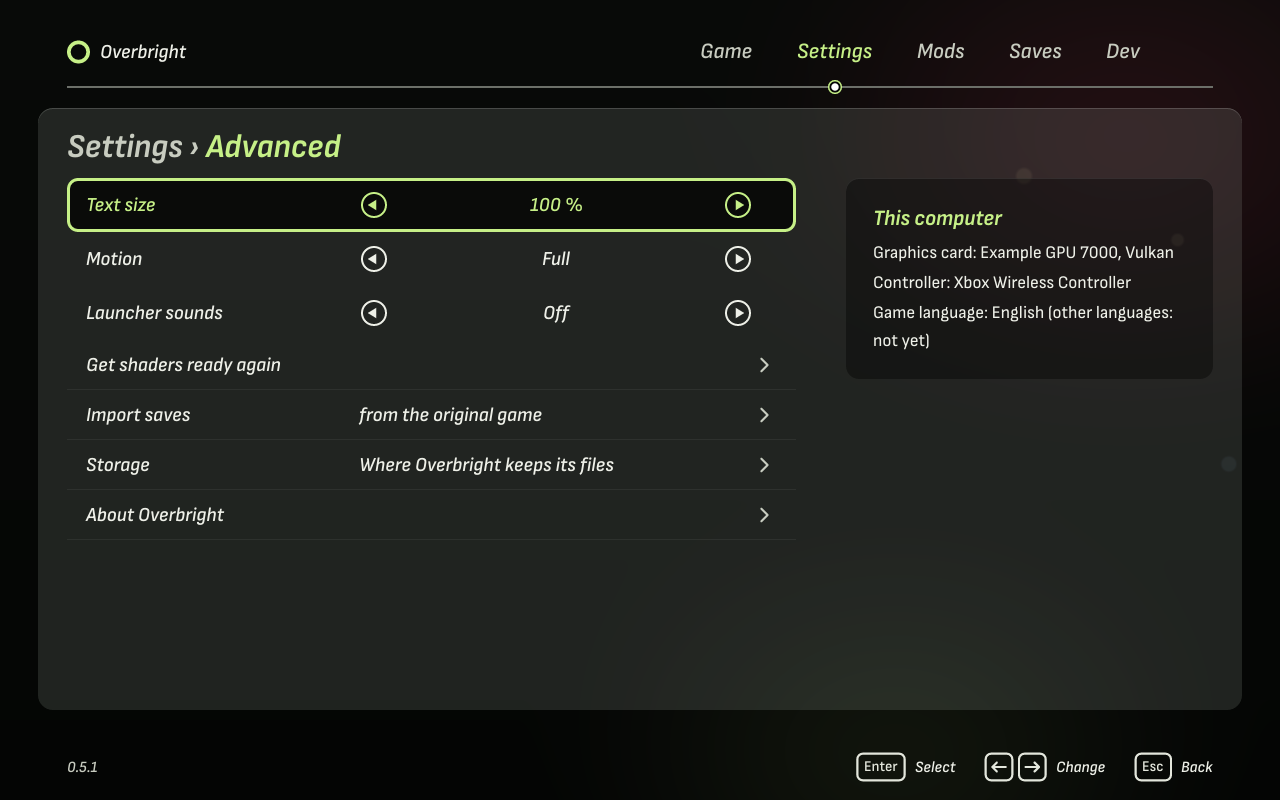 Overbright
Game Settings Mods Saves Dev
Settings › Advanced
Text size 100 %
Motion Full
Launcher sounds Off
Get shaders ready again
Import saves from the original game
Storage Where Overbright keeps its files
About Overbright
This computer
Graphics card: Example GPU 7000, Vulkan
Controller: Xbox Wireless Controller
Game language: English (other languages:
not yet)
0.5.1
Enter Select ← → Change Esc Back